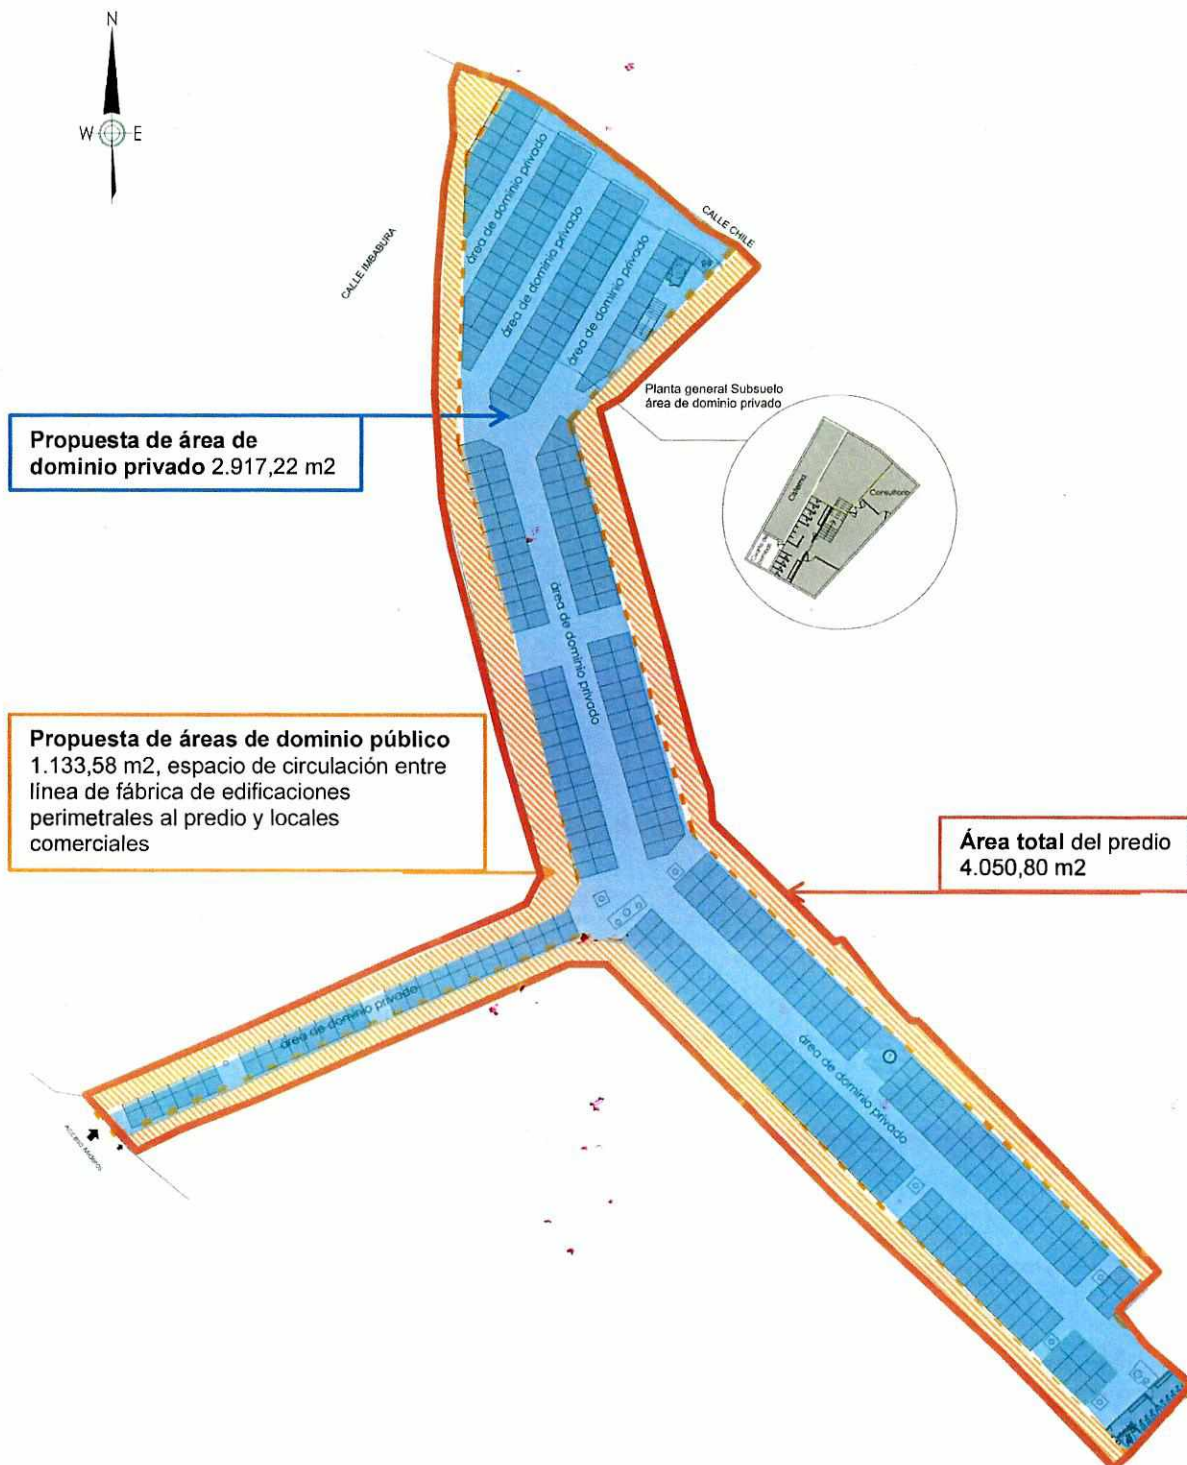 N
W E
CALLE IMBABURA
CALLE CHILE
área de dominio privado
área de dominio privado
área de dominio privado
Planta general Subsuelo
área de dominio privado
Cisterna
Consultorio
Propuesta de área de
dominio privado 2.917,22 m2
área de dominio privado
Propuesta de áreas de dominio público
1.133,58 m2, espacio de circulación entre
línea de fábrica de edificaciones
perimetrales al predio y locales
comerciales
Área total del predio
4.050,80 m2
área de dominio privado
área de dominio privado